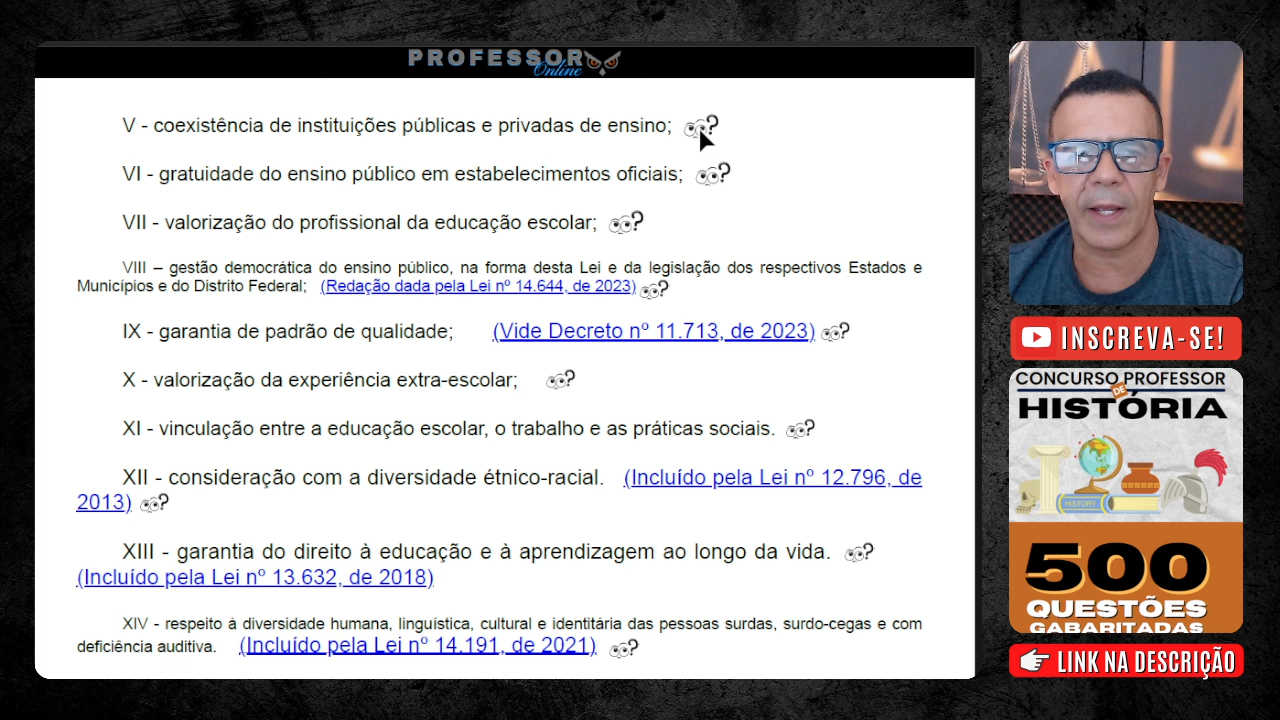 PROFESSOR
Online
V - coexistência de instituições públicas e privadas de ensino; ?
VI - gratuidade do ensino público em estabelecimentos oficiais; ?
VII - valorização do profissional da educação escolar; ?
VIII – gestão democrática do ensino público, na forma desta Lei e da legislação dos respectivos Estados e
Municípios e do Distrito Federal; (Redação dada pela Lei nº 14.644, de 2023) ?
IX - garantia de padrão de qualidade; (Vide Decreto nº 11.713, de 2023) ?
X - valorização da experiência extra-escolar; ?
XI - vinculação entre a educação escolar, o trabalho e as práticas sociais. ?
XII - consideração com a diversidade étnico-racial. (Incluído pela Lei nº 12.796, de
2013) ?
XIII - garantia do direito à educação e à aprendizagem ao longo da vida. ?
(Incluído pela Lei nº 13.632, de 2018)
XIV - respeito à diversidade humana, linguística, cultural e identitária das pessoas surdas, surdo-cegas e com
deficiência auditiva. (Incluído pela Lei nº 14.191, de 2021) ?
INSCREVA-SE!
CONCURSO PROFESSOR
DE
HISTÓRIA
HISTORY
500
QUESTÕES
GABARITADAS
LINK NA DESCRIÇÃO